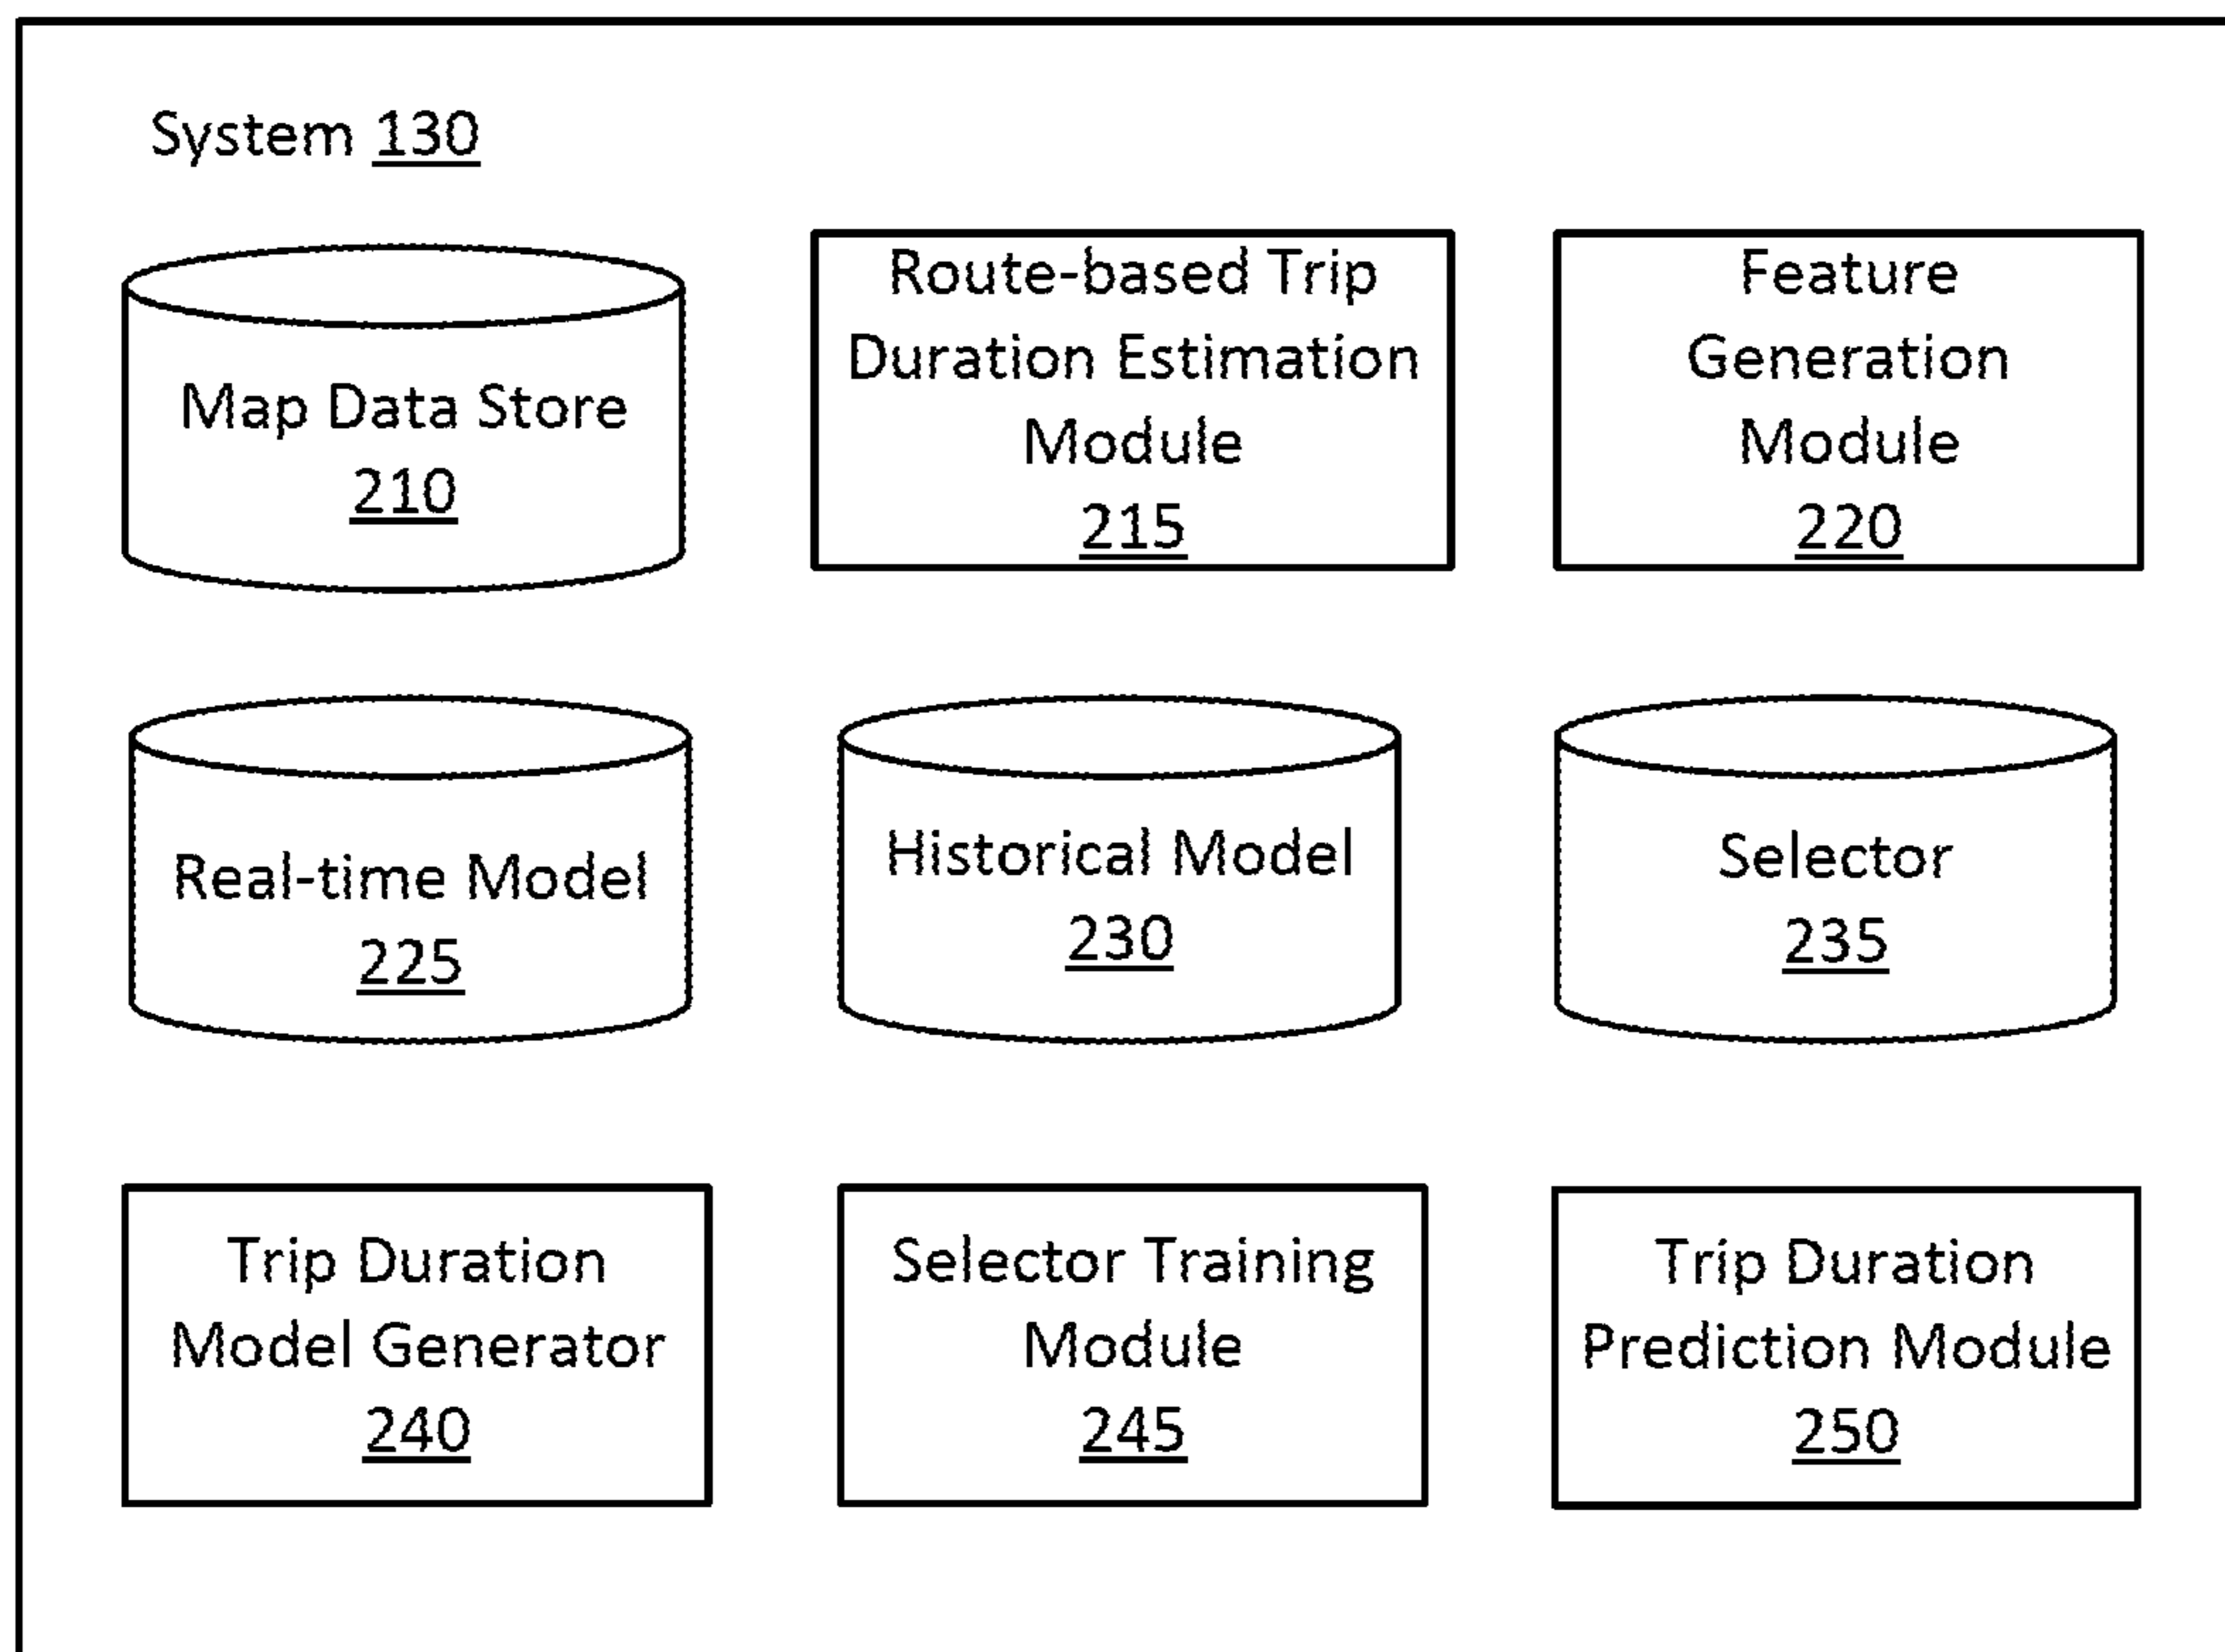 System 130
Map Data Store
210
Route-based Trip
Duration Estimation
Module
215
Feature
Generation
Module
220
Real-time Model
225
Historical Model
230
Selector
235
Trip Duration
Model Generator
240
Selector Training
Module
245
Trip Duration
Prediction Module
250